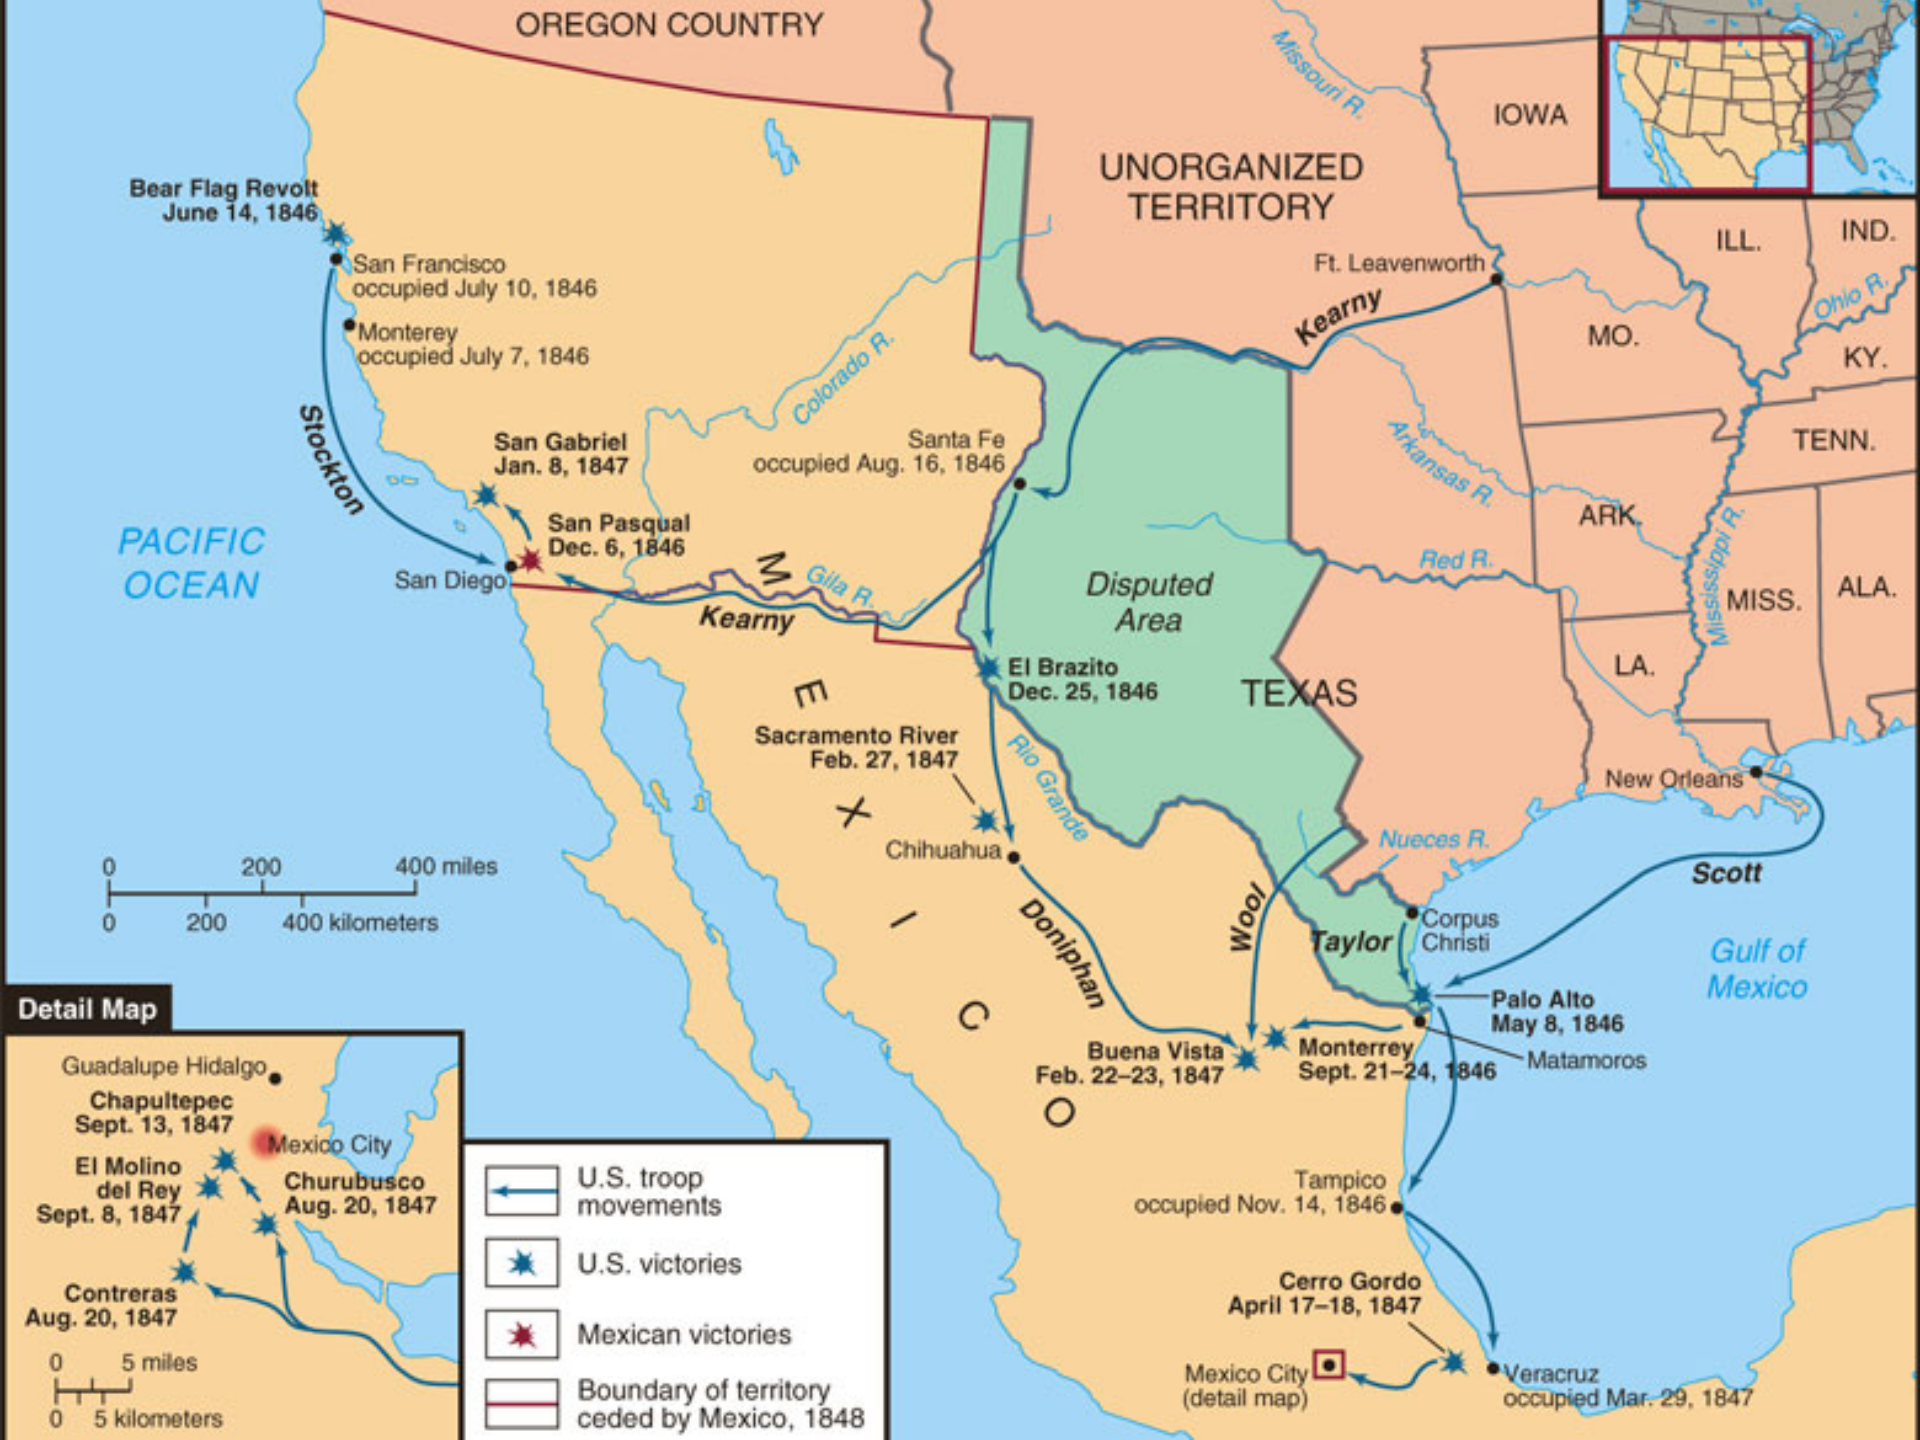 OREGON COUNTRY
Missouri R.
IOWA
UNORGANIZED
TERRITORY
Bear Flag Revolt
June 14, 1846
San Francisco
occupied July 10, 1846
Monterey
occupied July 7, 1846
Ft. Leavenworth
ILL.
IND.
Ohio R.
Kearny
MO.
KY.
Colorado R.
Stockton
San Gabriel
Jan. 8, 1847
Santa Fe
occupied Aug. 16, 1846
Arkansas R.
TENN.
San Pasqual
Dec. 6, 1846
PACIFIC
OCEAN
San Diego
ARK.
Mississippi R.
Red R.
Gila R.
Kearny
Disputed
Area
MISS.
ALA.
LA.
El Brazito
Dec. 25, 1846
TEXAS
MEXICO
Sacramento River
Feb. 27, 1847
Rio Grande
New Orleans
Chihuahua
Nueces R.
Scott
0 200 400 miles
0 200 400 kilometers
Doniphan
Wool
Taylor
Corpus
Christi
Gulf of
Mexico
Palo Alto
May 8, 1846
Matamoros
Buena Vista
Feb. 22–23, 1847
Monterrey
Sept. 21–24, 1846
Tampico
occupied Nov. 14, 1846
Cerro Gordo
April 17–18, 1847
Mexico City
(detail map)
Veracruz
occupied Mar. 29, 1847
Detail Map
Guadalupe Hidalgo
Chapultepec
Sept. 13, 1847
Mexico City
El Molino
del Rey
Sept. 8, 1847
Churubusco
Aug. 20, 1847
Contreras
Aug. 20, 1847
0 5 miles
0 5 kilometers
U.S. troop
movements
U.S. victories
Mexican victories
Boundary of territory
ceded by Mexico, 1848